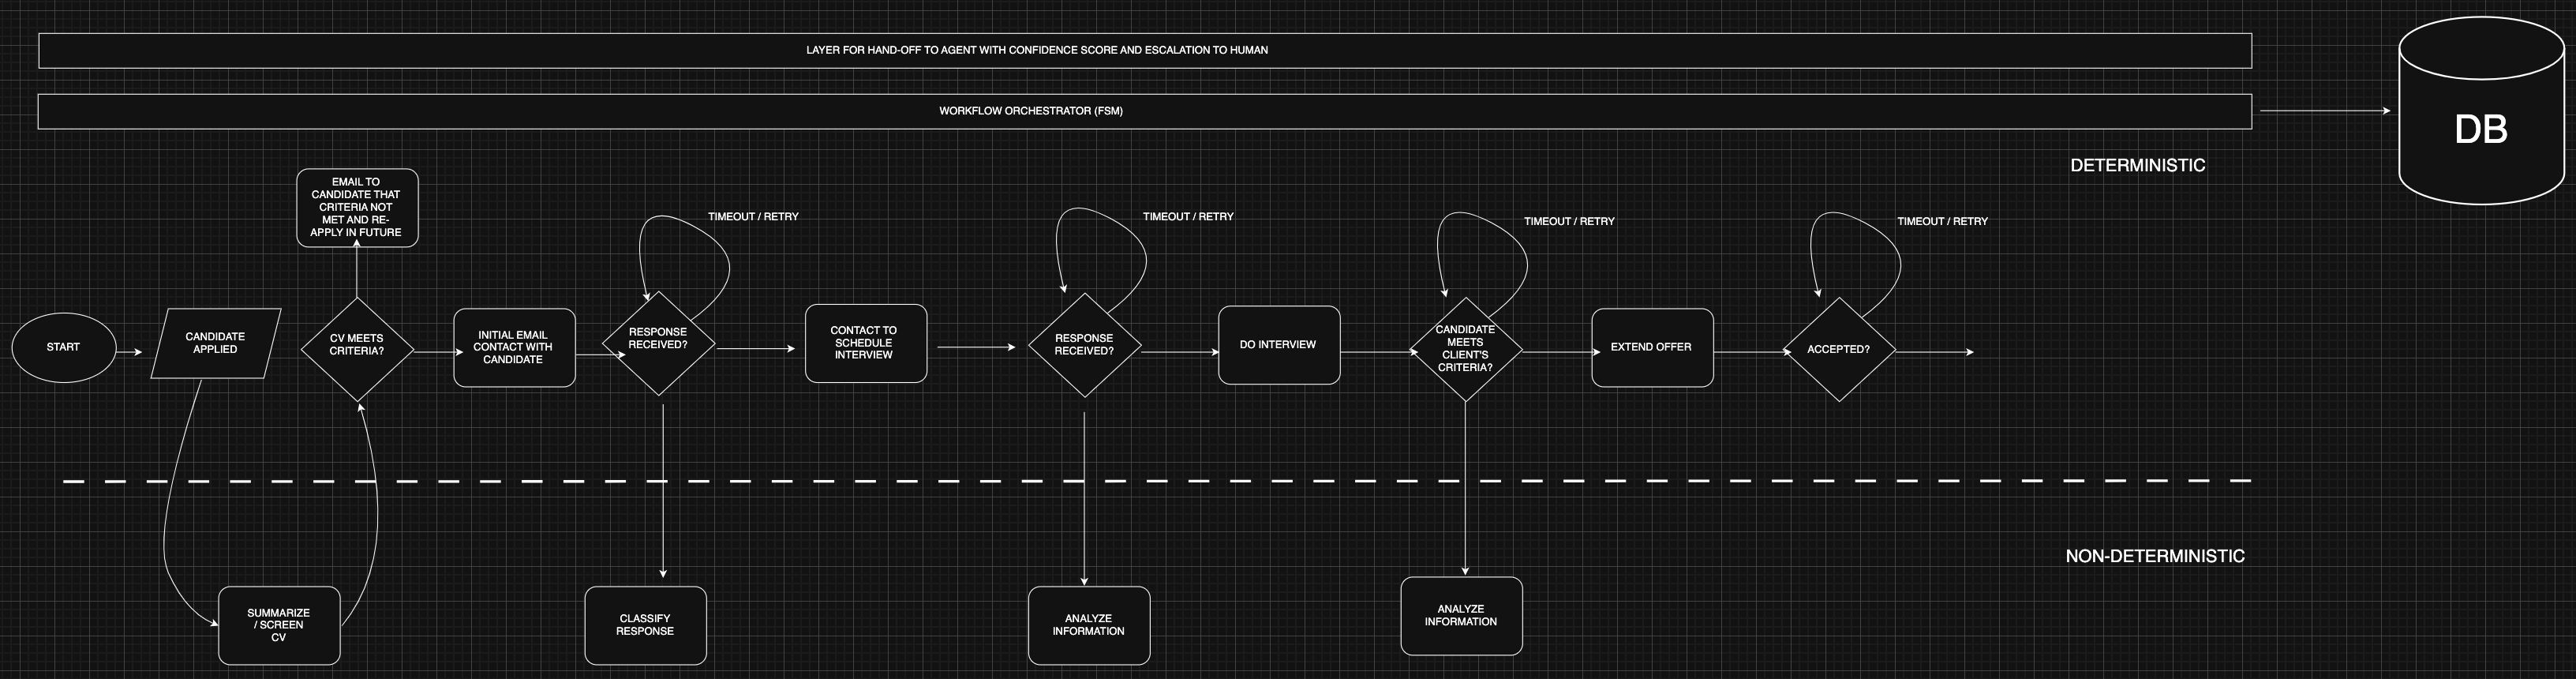 LAYER FOR HAND-OFF TO AGENT WITH CONFIDENCE SCORE AND ESCALATION TO HUMAN
WORKFLOW ORCHESTRATOR (FSM)
DB
DETERMINISTIC
EMAIL TO
CANDIDATE THAT
CRITERIA NOT
MET AND RE-
APPLY IN FUTURE
TIMEOUT / RETRY
TIMEOUT / RETRY
TIMEOUT / RETRY
TIMEOUT / RETRY
START
CANDIDATE
APPLIED
CV MEETS
CRITERIA?
INITIAL EMAIL
CONTACT WITH
CANDIDATE
RESPONSE
RECEIVED?
CONTACT TO
SCHEDULE
INTERVIEW
RESPONSE
RECEIVED?
DO INTERVIEW
CANDIDATE
MEETS
CLIENT'S
CRITERIA?
EXTEND OFFER
ACCEPTED?
NON-DETERMINISTIC
SUMMARIZE
/ SCREEN
CV
CLASSIFY
RESPONSE
ANALYZE
INFORMATION
ANALYZE
INFORMATION